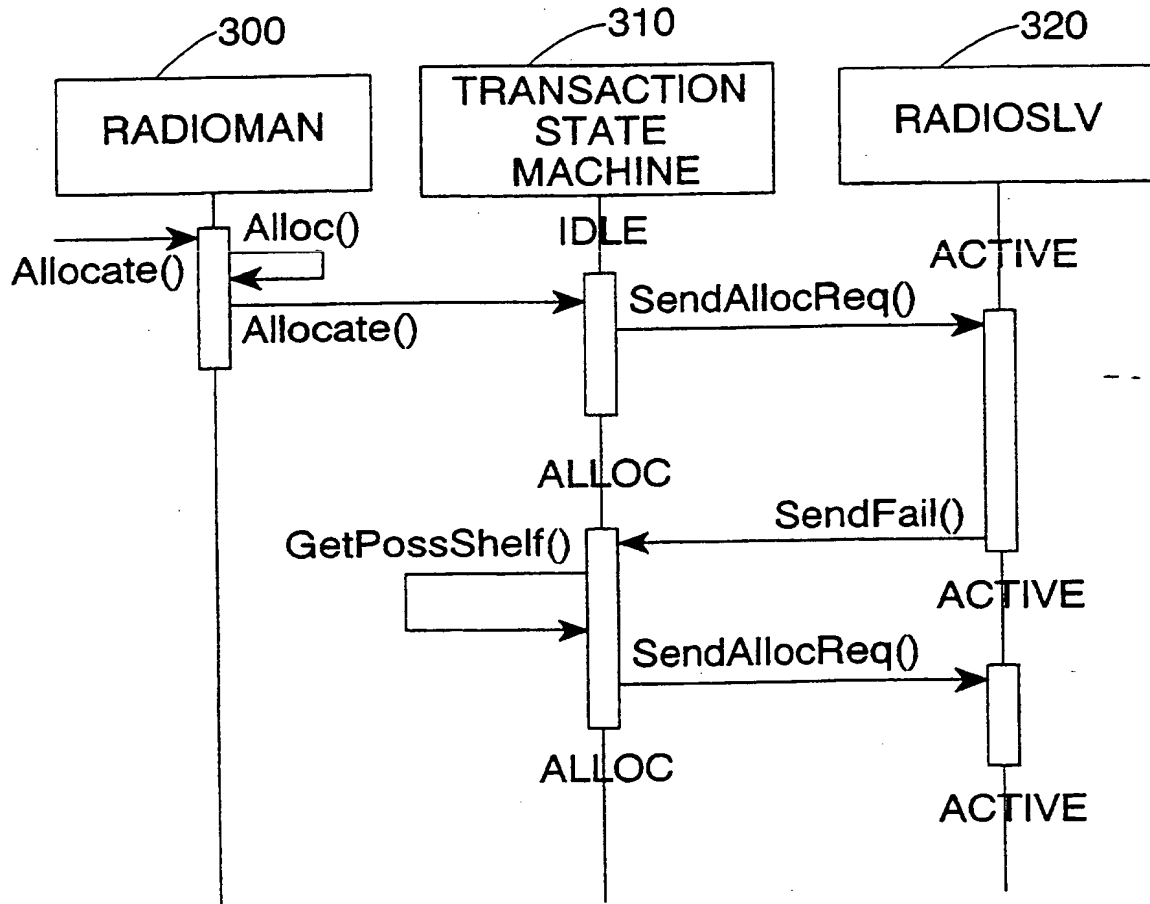 300
310
320
RADIOMAN
TRANSACTION
STATE
MACHINE
RADIOSLV
Alloc()
IDLE
ACTIVE
Allocate()
SendAllocReq()
Allocate()
ALLOC
SendFail()
GetPossShelf()
ACTIVE
SendAllocReq()
ALLOC
ACTIVE